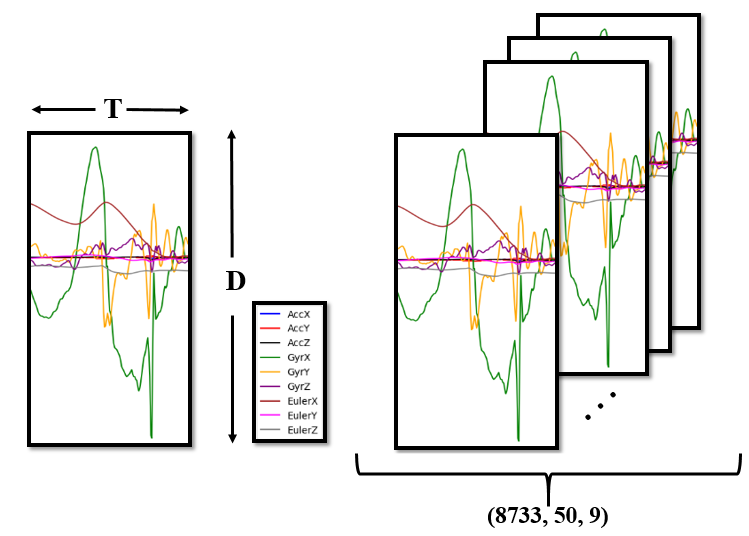 T
D
AccX
AccY
AccZ
GyrX
GyrY
GyrZ
EulerX
EulerY
EulerZ
(8733, 50, 9)